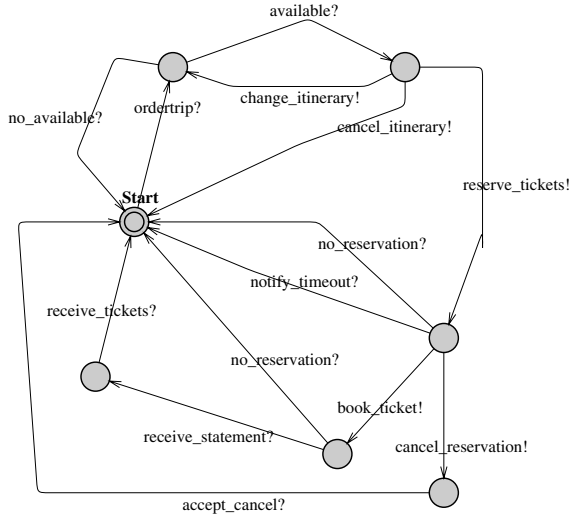 available?
change_itinerary!
ordertrip?
no_available?
cancel_itinerary!
reserve_tickets!
Start
no_reservation?
notify_timeout?
receive_tickets?
no_reservation?
book_ticket!
receive_statement?
cancel_reservation!
accept_cancel?